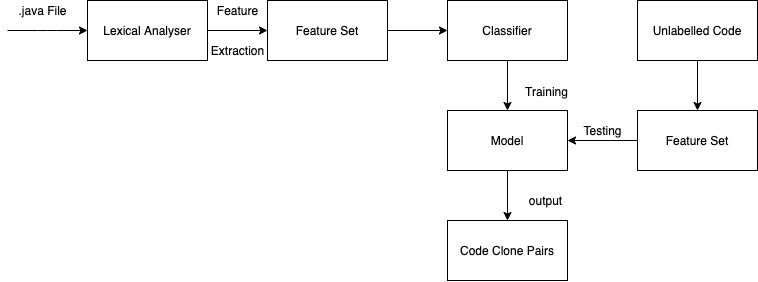 .java File
Feature
Lexical Analyser
Extraction
Feature Set
Classifier
Unlabelled Code
Training
Model
Testing
Feature Set
output
Code Clone Pairs